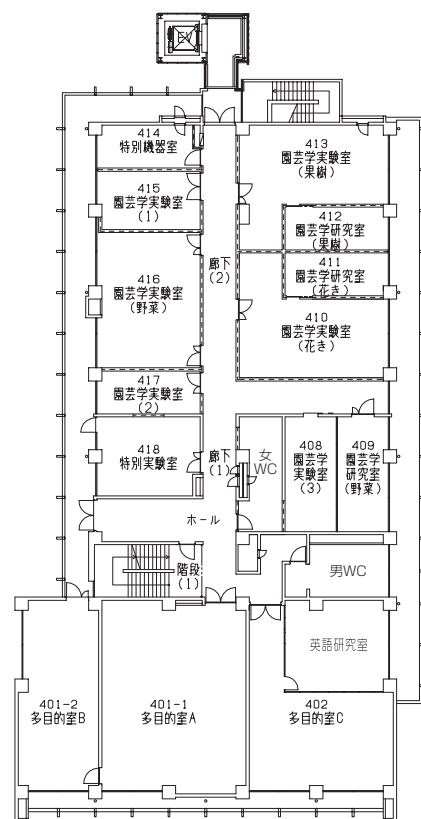 EV
414
特別機器室
413
園芸学実験室
(果樹)
415
園芸学実験室
(1)
412
園芸学研究室
(果樹)
411
園芸学研究室
(花き)
廊下
(2)
416
園芸学実験室
(野菜)
410
園芸学実験室
(花き)
417
園芸学実験室
(2)
418
特別実験室
廊下
(1)
女
WC
408
園芸学
実験室
(3)
409
園芸学
研究室
(野菜)
ホール
階段
(1)
男WC
英語研究室
401-2
多目的室B
401-1
多目的室A
402
多目的室C